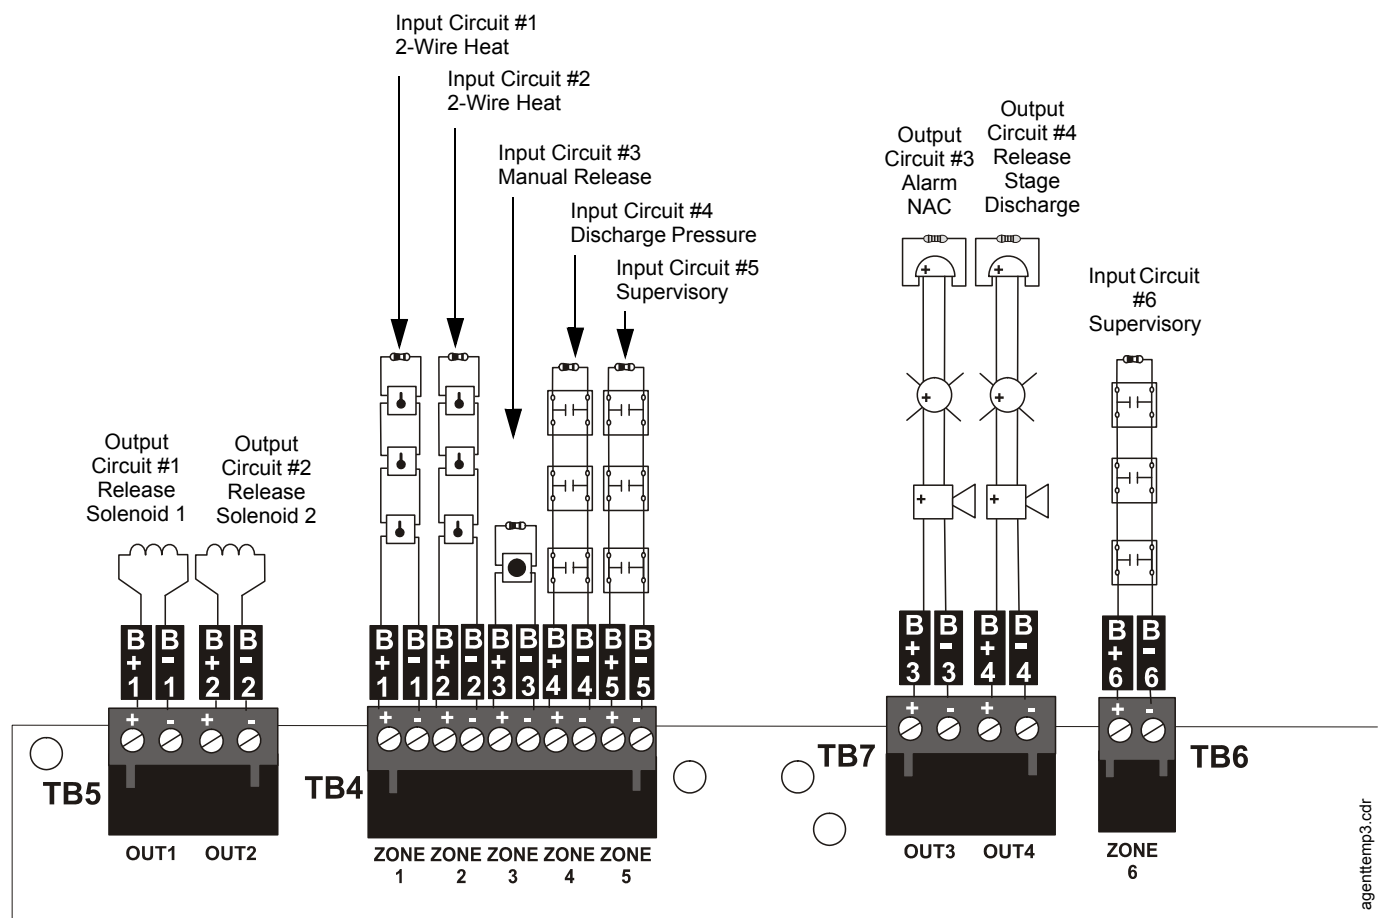 Input Circuit #1
2-Wire Heat
Input Circuit #2
2-Wire Heat
Input Circuit #3
Manual Release
Input Circuit #4
Discharge Pressure
Input Circuit #5
Supervisory
Output
Circuit #3
Alarm
NAC
Output
Circuit #4
Release
Stage
Discharge
Input Circuit
#6
Supervisory
Output
Circuit #1
Release
Solenoid 1
Output
Circuit #2
Release
Solenoid 2
+
+
+
+
+
+
B+1
B-1
B+2
B-2
B+1
B-1
B+2
B-2
B+3
B-3
B+4
B-4
B+5
B-5
B+3
B-3
B+4
B-4
B+6
B-6
+ - + -
+ - + - + - + - + -
+ - + -
+ -
TB5
TB4
TB7
TB6
OUT1
OUT2
ZONE
1
ZONE
2
ZONE
3
ZONE
4
ZONE
5
OUT3
OUT4
ZONE
6
agenttemp3.cdr